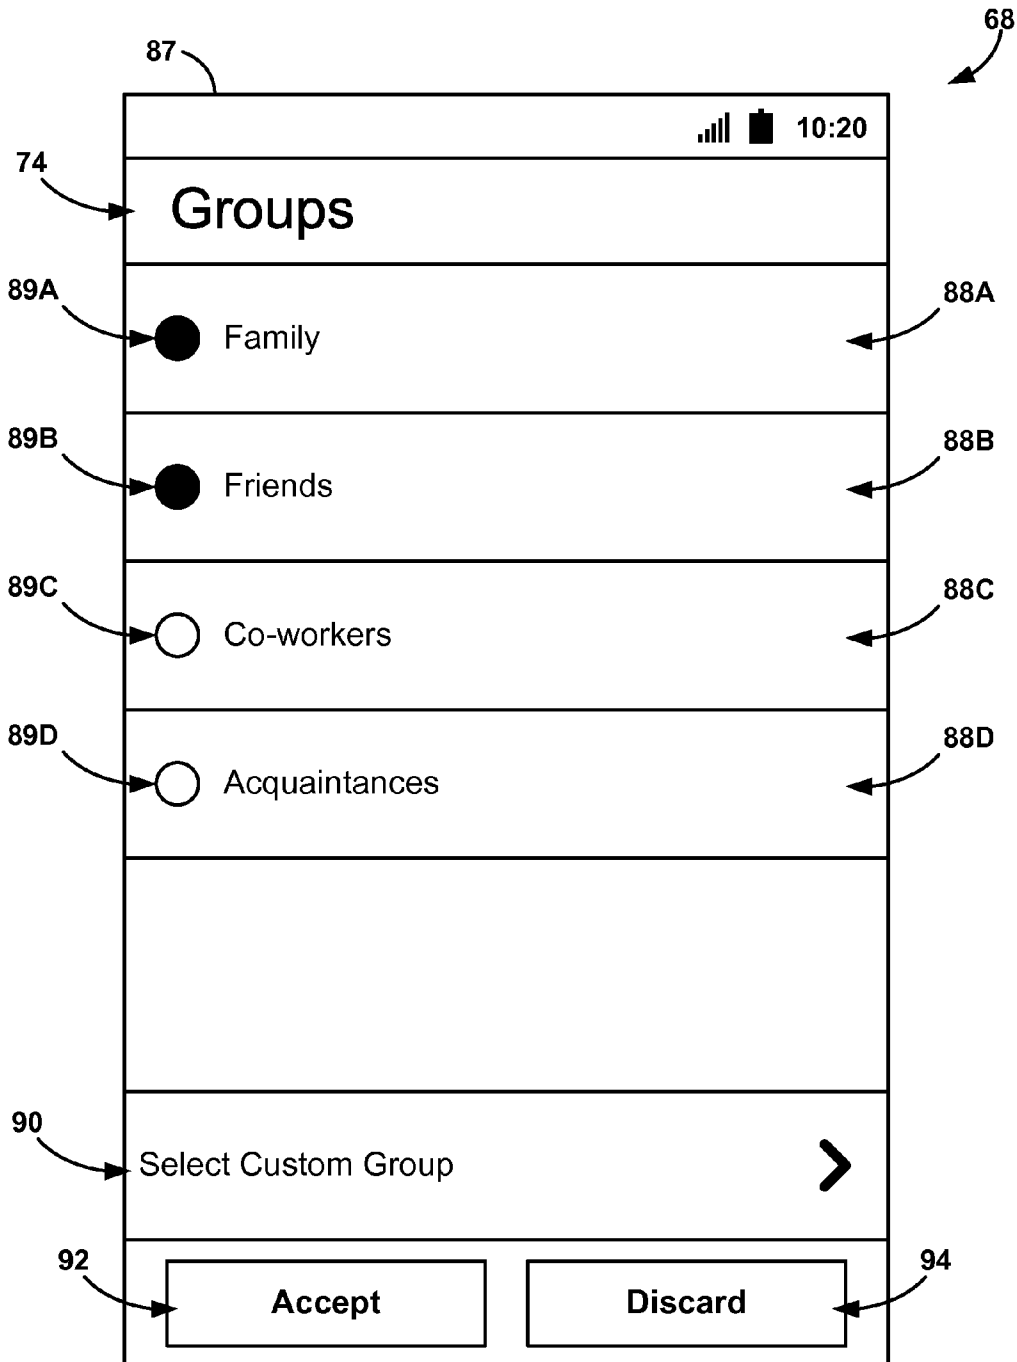 68
87
10:20
74
Groups
89A
88A
Family
89B
88B
Friends
89C
88C
Co-workers
89D
88D
Acquaintances
90
Select Custom Group
92
94
Accept
Discard